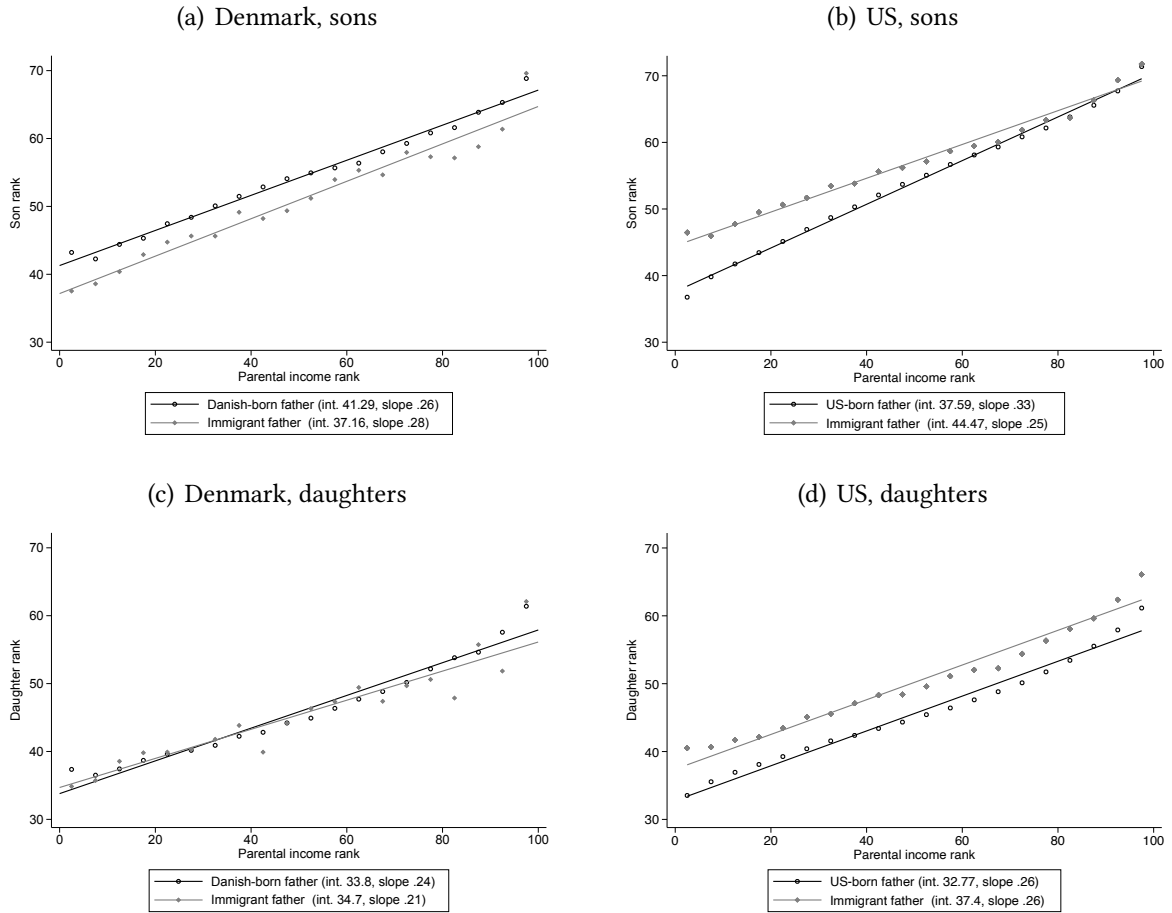 (a) Denmark, sons
70
60
50
40
30
Son rank
0 20 40 60 80 100
Parental income rank
Danish-born father (int. 41.29, slope .26)
Immigrant father (int. 37.16, slope .28)
(b) US, sons
70
60
50
40
30
Son rank
0 20 40 60 80 100
Parental income rank
US-born father (int. 37.59, slope .33)
Immigrant father (int. 44.47, slope .25)
(c) Denmark, daughters
70
60
50
40
30
Daughter rank
0 20 40 60 80 100
Parental income rank
Danish-born father (int. 33.8, slope .24)
Immigrant father (int. 34.7, slope .21)
(d) US, daughters
70
60
50
40
30
Daughter rank
0 20 40 60 80 100
Parental income rank
US-born father (int. 32.77, slope .26)
Immigrant father (int. 37.4, slope .26)